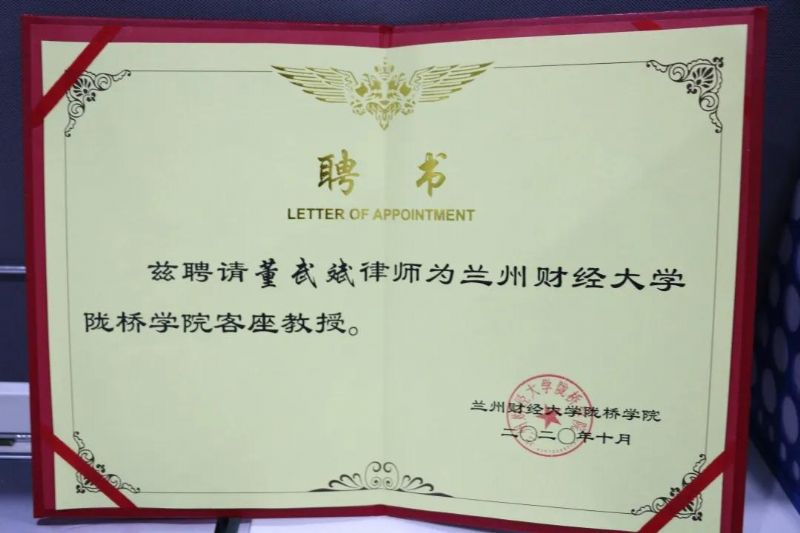 聘书
LETTER OF APPOINTMENT
兹聘请董武斌律师为兰州财经大学
陇桥学院客座教授。
兰州财经大学陇桥学院
二〇二〇年十月